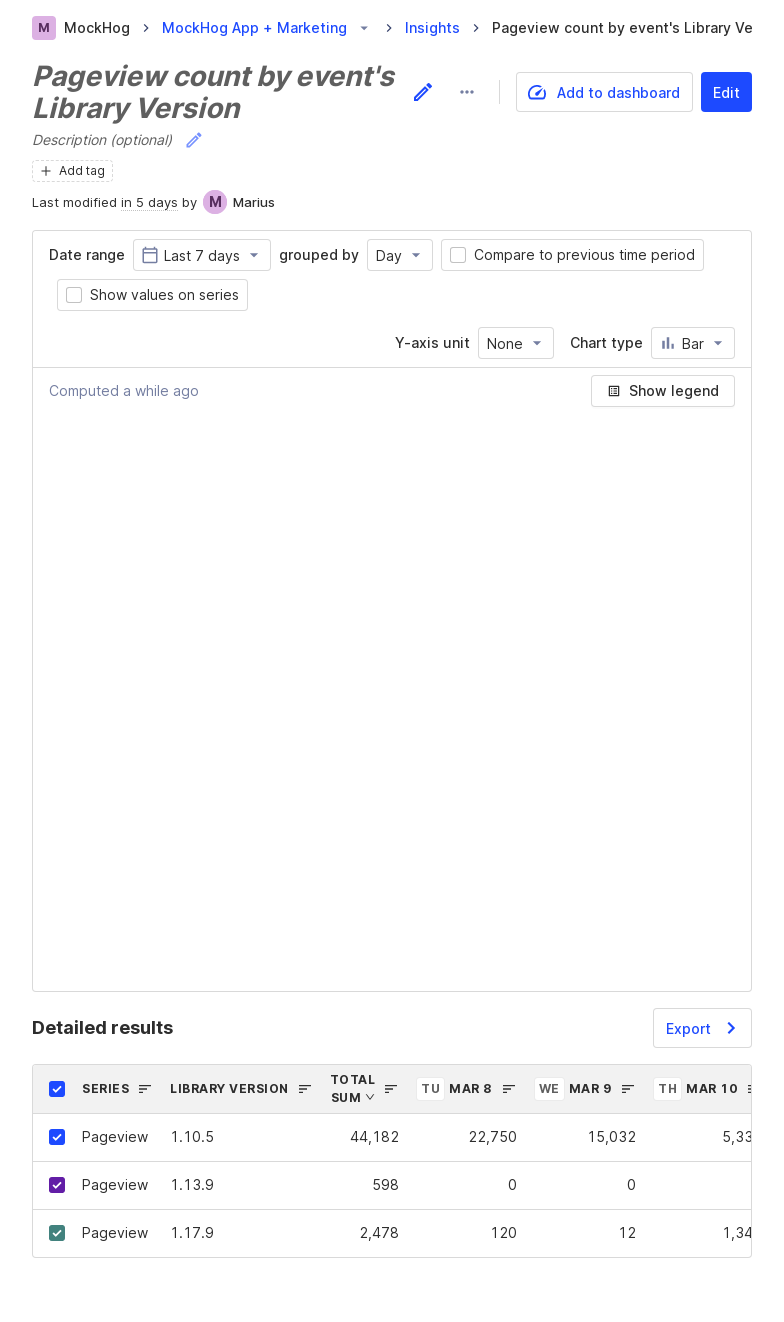 M MockHog > MockHog App + Marketing > Insights > Pageview count by event's Library Ve
Pageview count by event's
Library Version
Add to dashboard
Edit
Description (optional)
Add tag
Last modified in 5 days by M Marius
Date range Last 7 days grouped by Day Compare to previous time period
Show values on series
Y-axis unit None Chart type Bar
Computed a while ago Show legend
Detailed results Export
SERIES LIBRARY VERSION TOTAL SUM TU MAR 8 WE MAR 9 TH MAR 10
Pageview 1.10.5 44,182 22,750 15,032 5,33
Pageview 1.13.9 598 0 0
Pageview 1.17.9 2,478 120 12 1,34